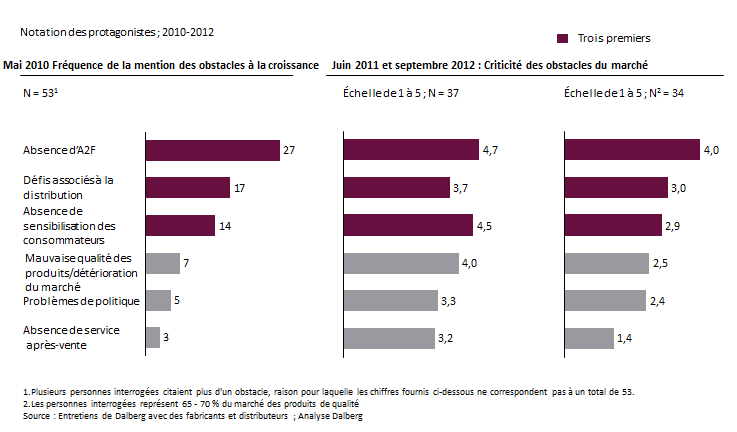 Notation des protagonistes ; 2010-2012
Trois premiers
Mai 2010 Fréquence de la mention des obstacles à la croissance
Juin 2011 et septembre 2012 : Criticité des obstacles du marché
N = 53¹
Échelle de 1 à 5 ; N = 37
Échelle de 1 à 5 ; N² = 34
Absence d'A2F
27
4,7
4,0
Défis associés à la
distribution
17
3,7
3,0
Absence de
sensibilisation des
consommateurs
14
4,5
2,9
Mauvaise qualité des
produits/détérioration
du marché
7
4,0
2,5
Problèmes de politique
5
3,3
2,4
Absence de service
après-vente
3
3,2
1,4
1.Plusieurs personnes interrogées citaient plus d'un obstacle, raison pour laquelle les chiffres fournis ci-dessous ne correspondent pas à un total de 53.
2.Les personnes interrogées représent 65 - 70 % du marché des produits de qualité
Source : Entretiens de Dalberg avec des fabricants et distributeurs ; Analyse Dalberg